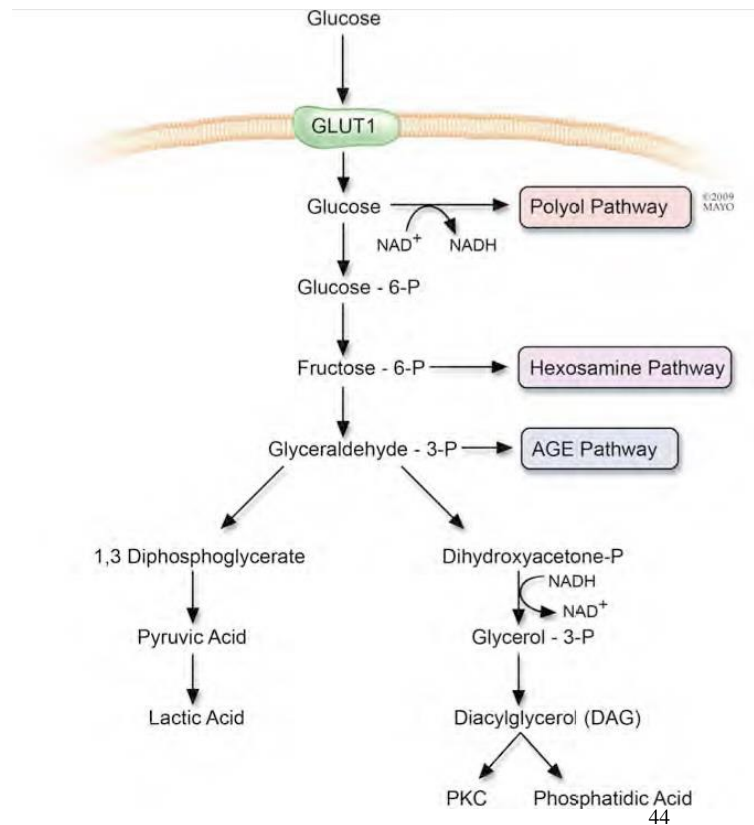 Glucose
GLUT1
Glucose
Polyol Pathway
©2009
MAYO
NAD+ NADH
Glucose - 6-P
Fructose - 6-P
Hexosamine Pathway
Glyceraldehyde - 3-P
AGE Pathway
1,3 Diphosphoglycerate
Dihydroxyacetone-P
NADH
NAD+
Pyruvic Acid
Glycerol - 3-P
Lactic Acid
Diacylglycerol (DAG)
PKC
Phosphatidic Acid
44